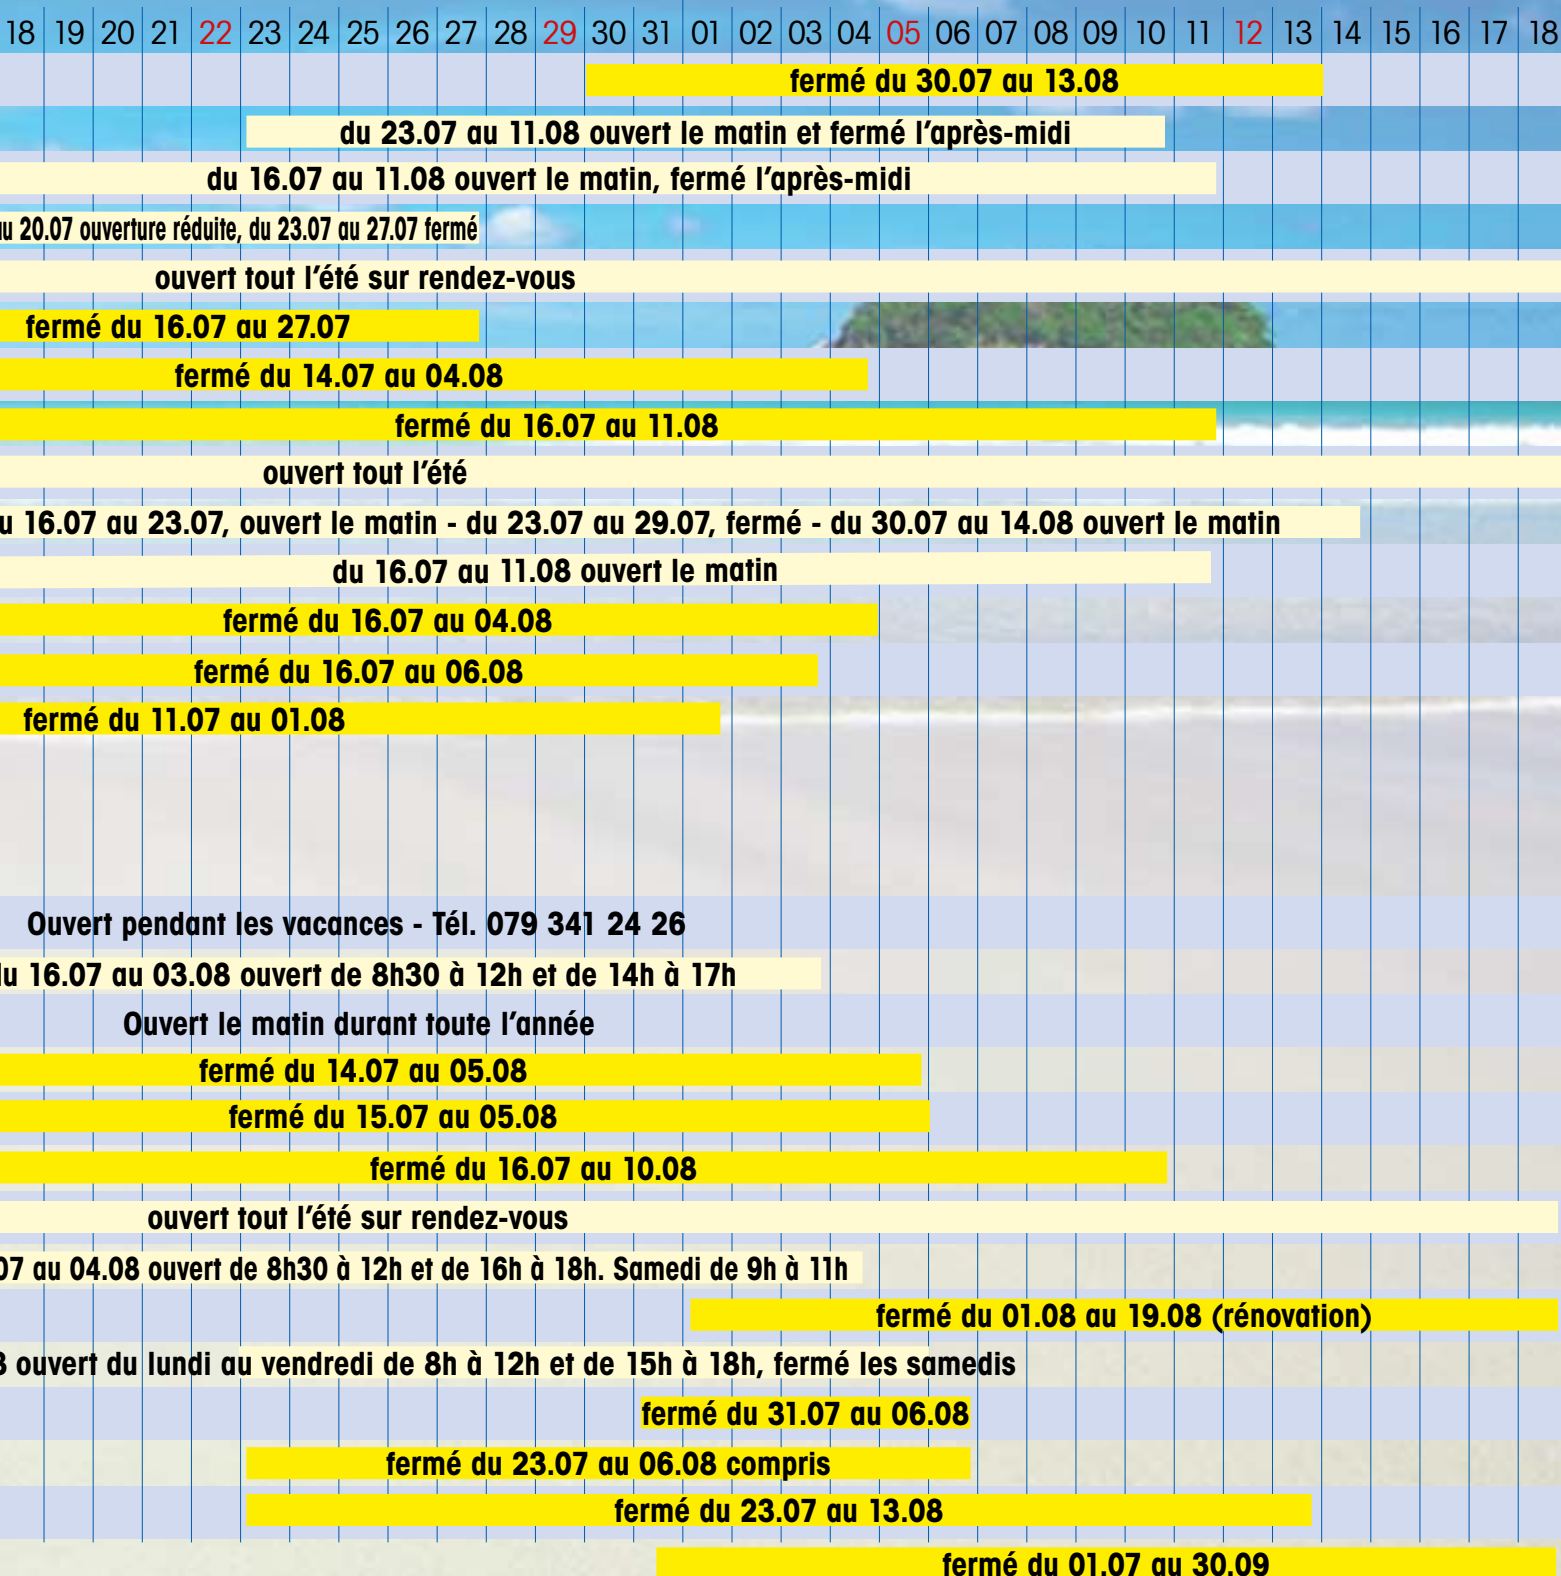 18 19 20 21 22 23 24 25 26 27 28 29 30 31 01 02 03 04 05 06 07 08 09 10 11 12 13 14 15 16 17 18
fermé du 30.07 au 13.08
du 23.07 au 11.08 ouvert le matin et fermé l’après-midi
du 16.07 au 11.08 ouvert le matin, fermé l’après-midi
au 20.07 ouverture réduite, du 23.07 au 27.07 fermé
ouvert tout l’été sur rendez-vous
fermé du 16.07 au 27.07
fermé du 14.07 au 04.08
fermé du 16.07 au 11.08
ouvert tout l’été
u 16.07 au 23.07, ouvert le matin - du 23.07 au 29.07, fermé - du 30.07 au 14.08 ouvert le matin
du 16.07 au 11.08 ouvert le matin
fermé du 16.07 au 04.08
fermé du 16.07 au 06.08
fermé du 11.07 au 01.08
Ouvert pendant les vacances - Tél. 079 341 24 26
du 16.07 au 03.08 ouvert de 8h30 à 12h et de 14h à 17h
Ouvert le matin durant toute l’année
fermé du 14.07 au 05.08
fermé du 15.07 au 05.08
fermé du 16.07 au 10.08
ouvert tout l’été sur rendez-vous
07 au 04.08 ouvert de 8h30 à 12h et de 16h à 18h. Samedi de 9h à 11h
fermé du 01.08 au 19.08 (rénovation)
8 ouvert du lundi au vendredi de 8h à 12h et de 15h à 18h, fermé les samedis
fermé du 31.07 au 06.08
fermé du 23.07 au 06.08 compris
fermé du 23.07 au 13.08
fermé du 01.07 au 30.09